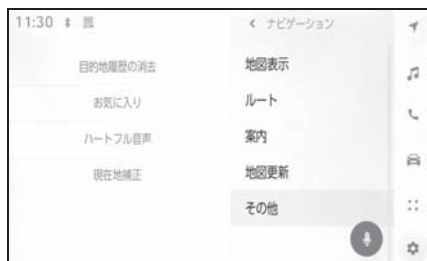 11:30
ナビゲーション
目的地履歴の消去
お気に入り
ハートフル音声
現在地補正
地図表示
ルート
案内
地図更新
その他